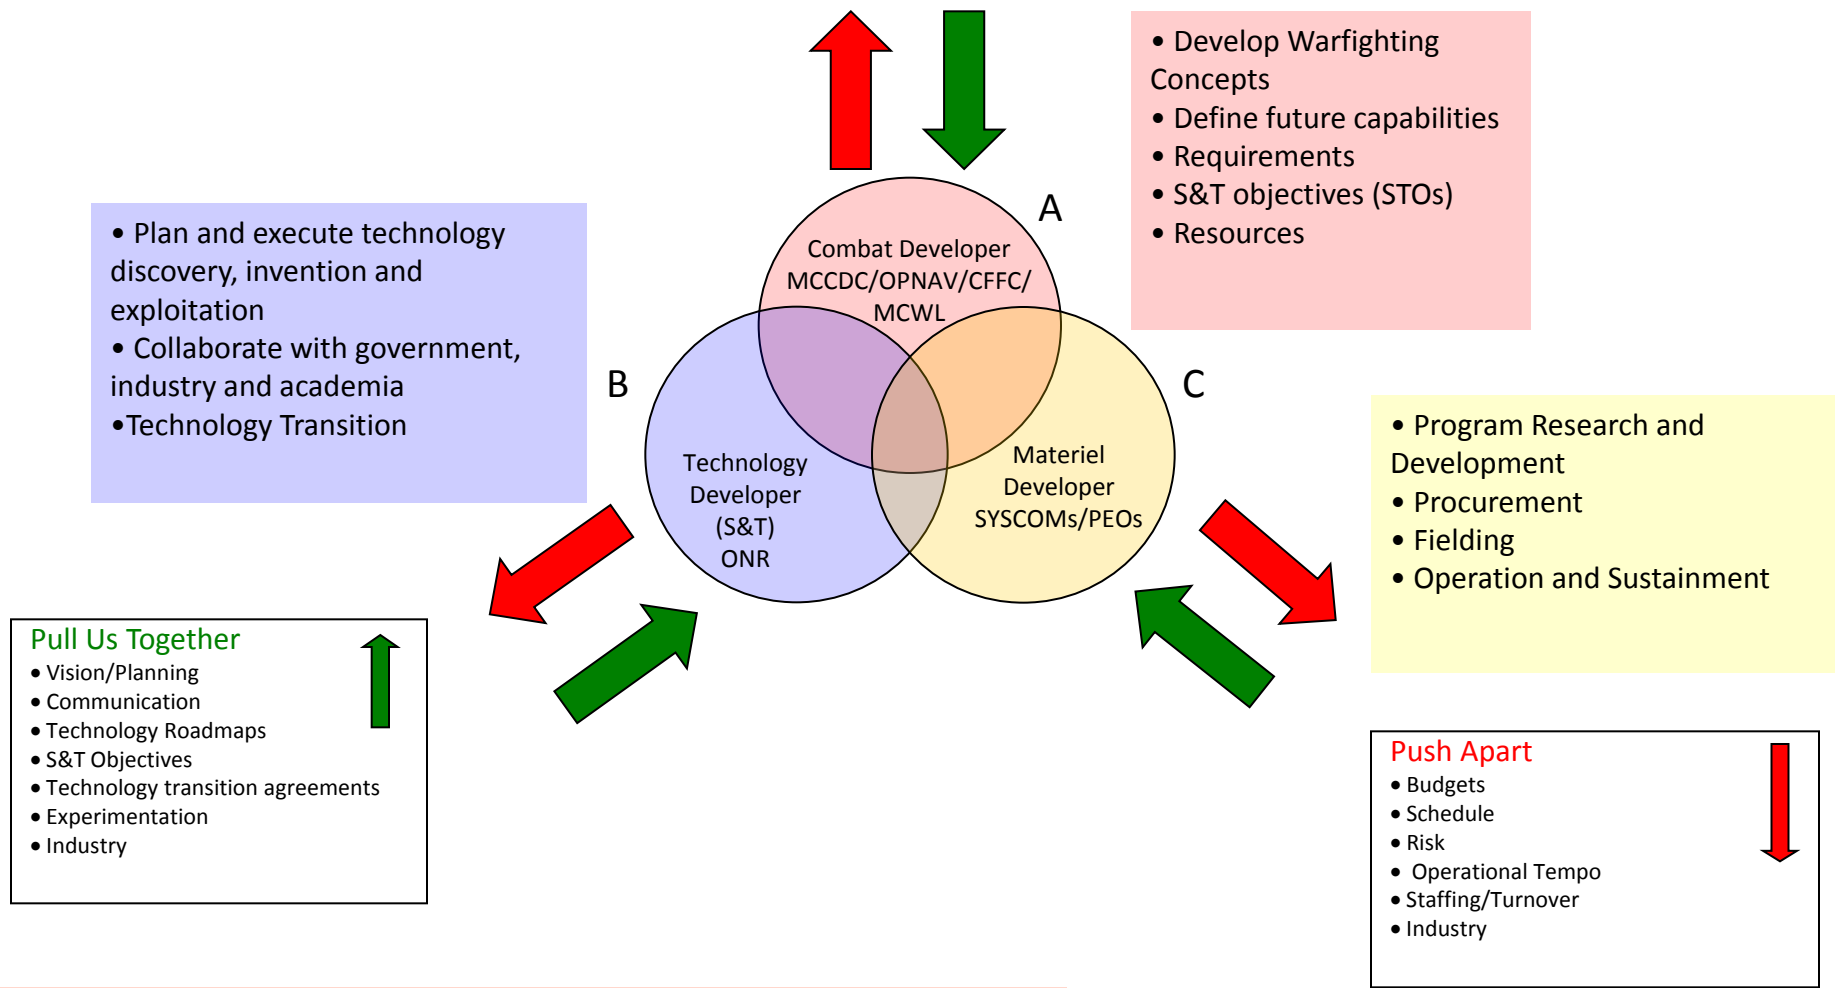 • Develop Warfighting
Concepts
• Define future capabilities
• Requirements
• S&T objectives (STOs)
• Resources
A
• Plan and execute technology
discovery, invention and
exploitation
• Collaborate with government,
industry and academia
•Technology Transition
Combat Developer
MCCDC/OPNAV/CFFC/
MCWL
B
C
Technology
Developer
(S&T)
ONR
Materiel
Developer
SYSCOMs/PEOs
• Program Research and
Development
• Procurement
• Fielding
• Operation and Sustainment
Pull Us Together
• Vision/Planning
• Communication
• Technology Roadmaps
• S&T Objectives
• Technology transition agreements
• Experimentation
• Industry
Push Apart
• Budgets
• Schedule
• Risk
• Operational Tempo
• Staffing/Turnover
• Industry